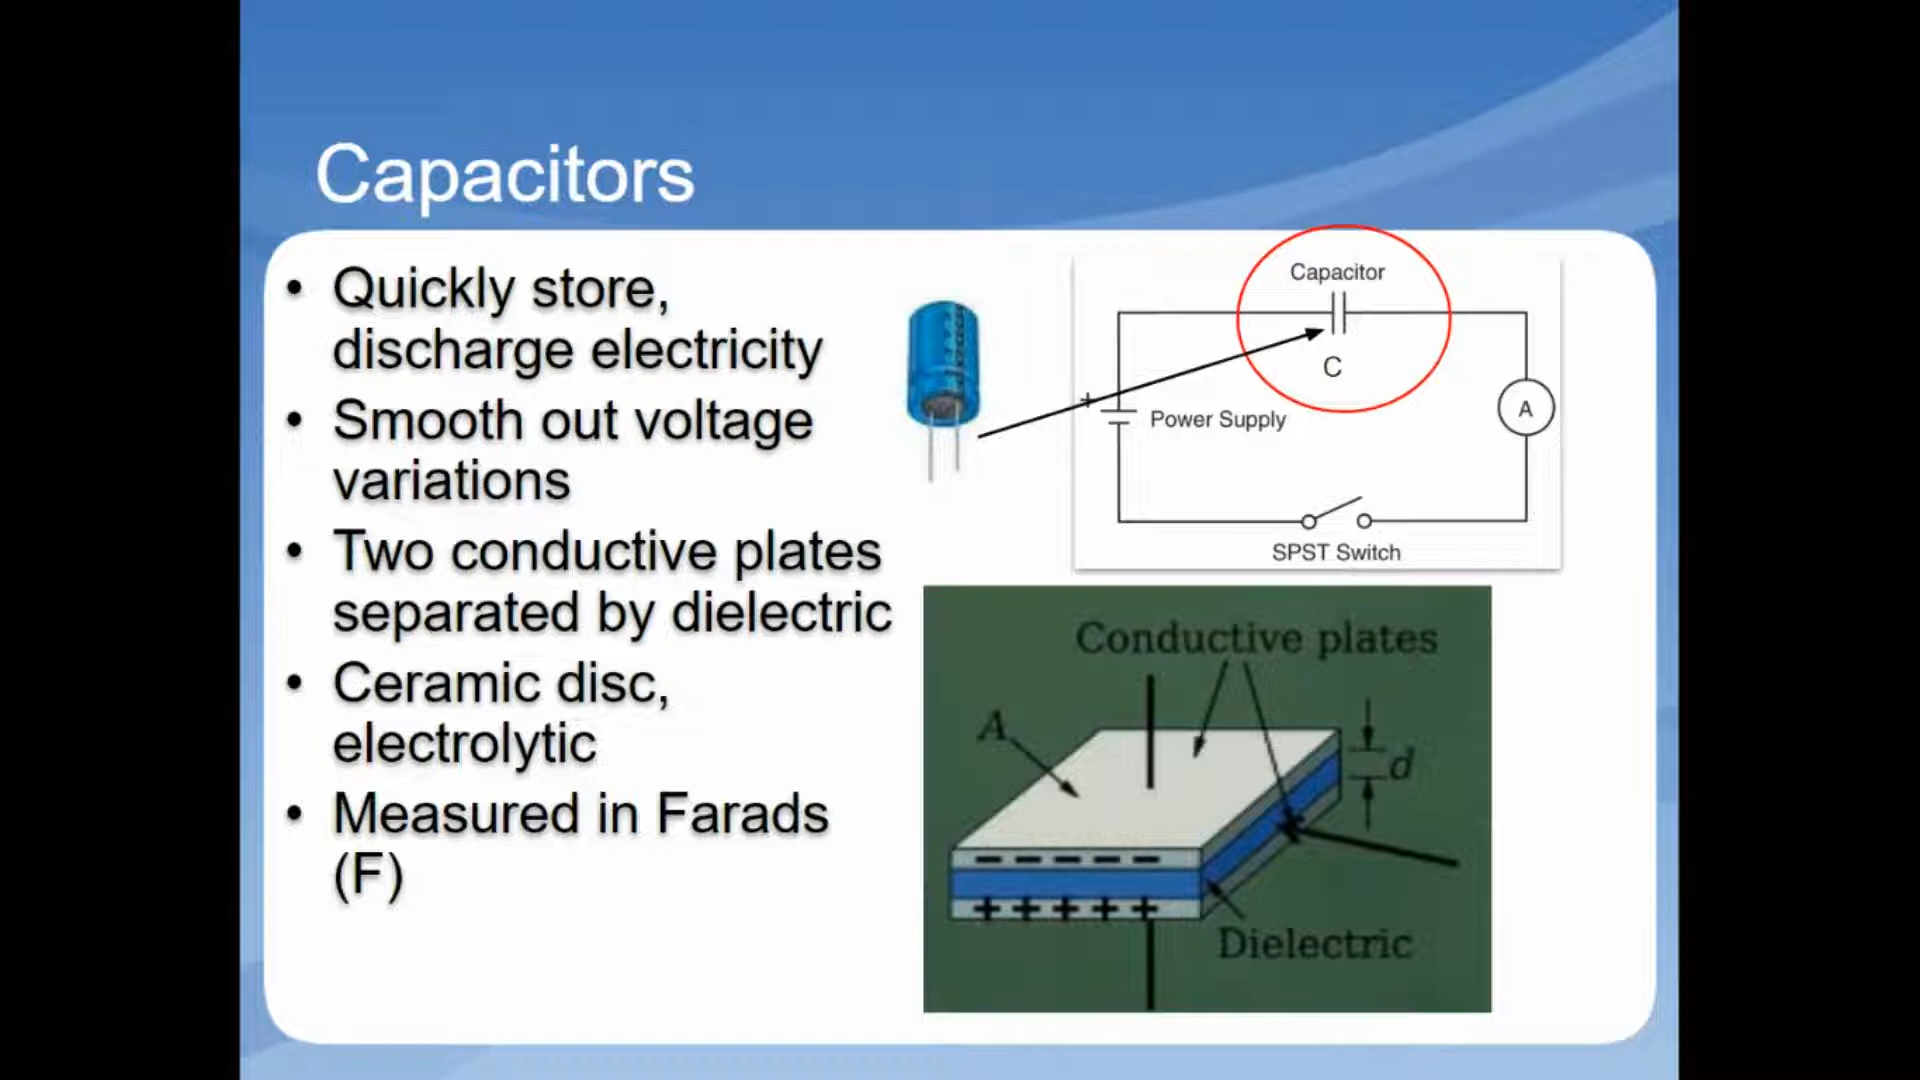 Capacitors
• Quickly store,
discharge electricity
• Smooth out voltage
variations
• Two conductive plates
separated by dielectric
• Ceramic disc,
electrolytic
• Measured in Farads
(F)
Capacitor
C
+
Power Supply
A
SPST Switch
Conductive plates
A
d
- - - - -
+ + + + +
Dielectric